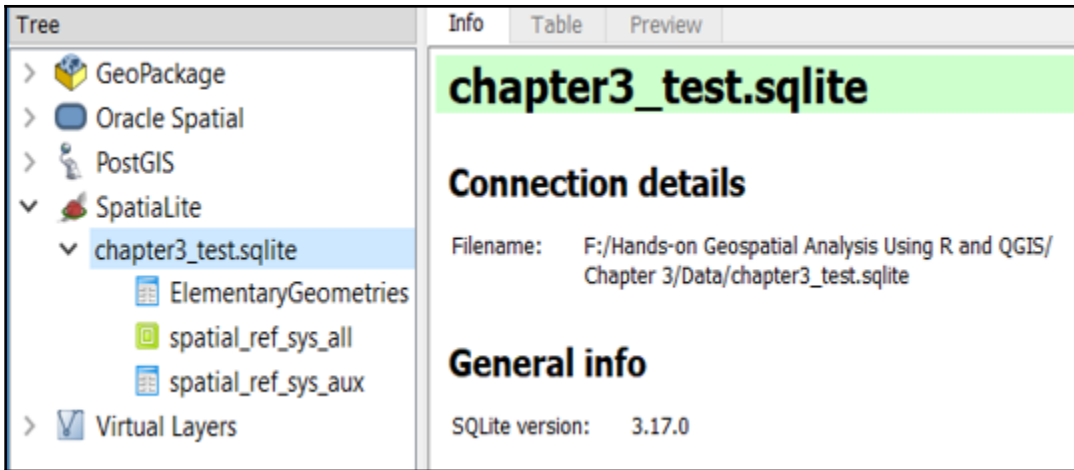 Tree
GeoPackage
Oracle Spatial
PostGIS
SpatiaLite
chapter3_test.sqlite
ElementaryGeometries
spatial_ref_sys_all
spatial_ref_sys_aux
Virtual Layers
Info Table Preview
chapter3_test.sqlite
Connection details
Filename: F:/Hands-on Geospatial Analysis Using R and QGIS/
Chapter 3/Data/chapter3_test.sqlite
General info
SQLite version: 3.17.0